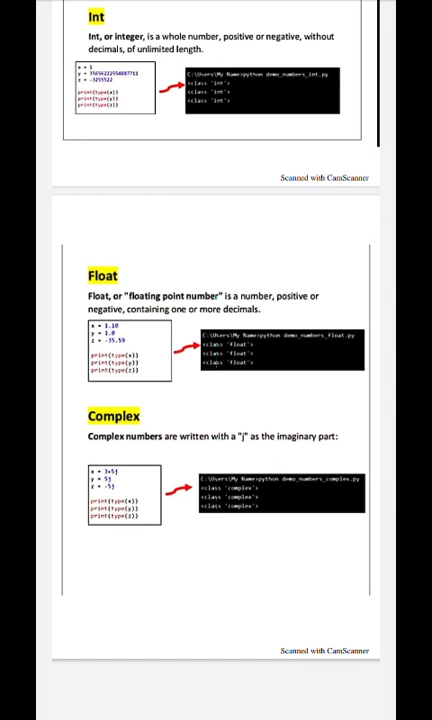 Int
Int, or integer, is a whole number, positive or negative, without
decimals, of unlimited length.
x = 1
y = 35656222554887711
z = -3255522
print(type(x))
print(type(y))
print(type(z))
C:\Users\My Name>python demo_numbers_int.py
<class 'int'>
<class 'int'>
<class 'int'>
Scanned with CamScanner
Float
Float, or "floating point number" is a number, positive or
negative, containing one or more decimals.
x = 1.10
y = 1.0
z = -35.59
print(type(x))
print(type(y))
print(type(z))
C:\Users\My Name>python demo_numbers_float.py
<class 'float'>
<class 'float'>
<class 'float'>
Complex
Complex numbers are written with a "j" as the imaginary part:
x = 3+5j
y = 5j
z = -5j
print(type(x))
print(type(y))
print(type(z))
C:\Users\My Name>python demo_numbers_complex.py
<class 'complex'>
<class 'complex'>
<class 'complex'>
Scanned with CamScanner